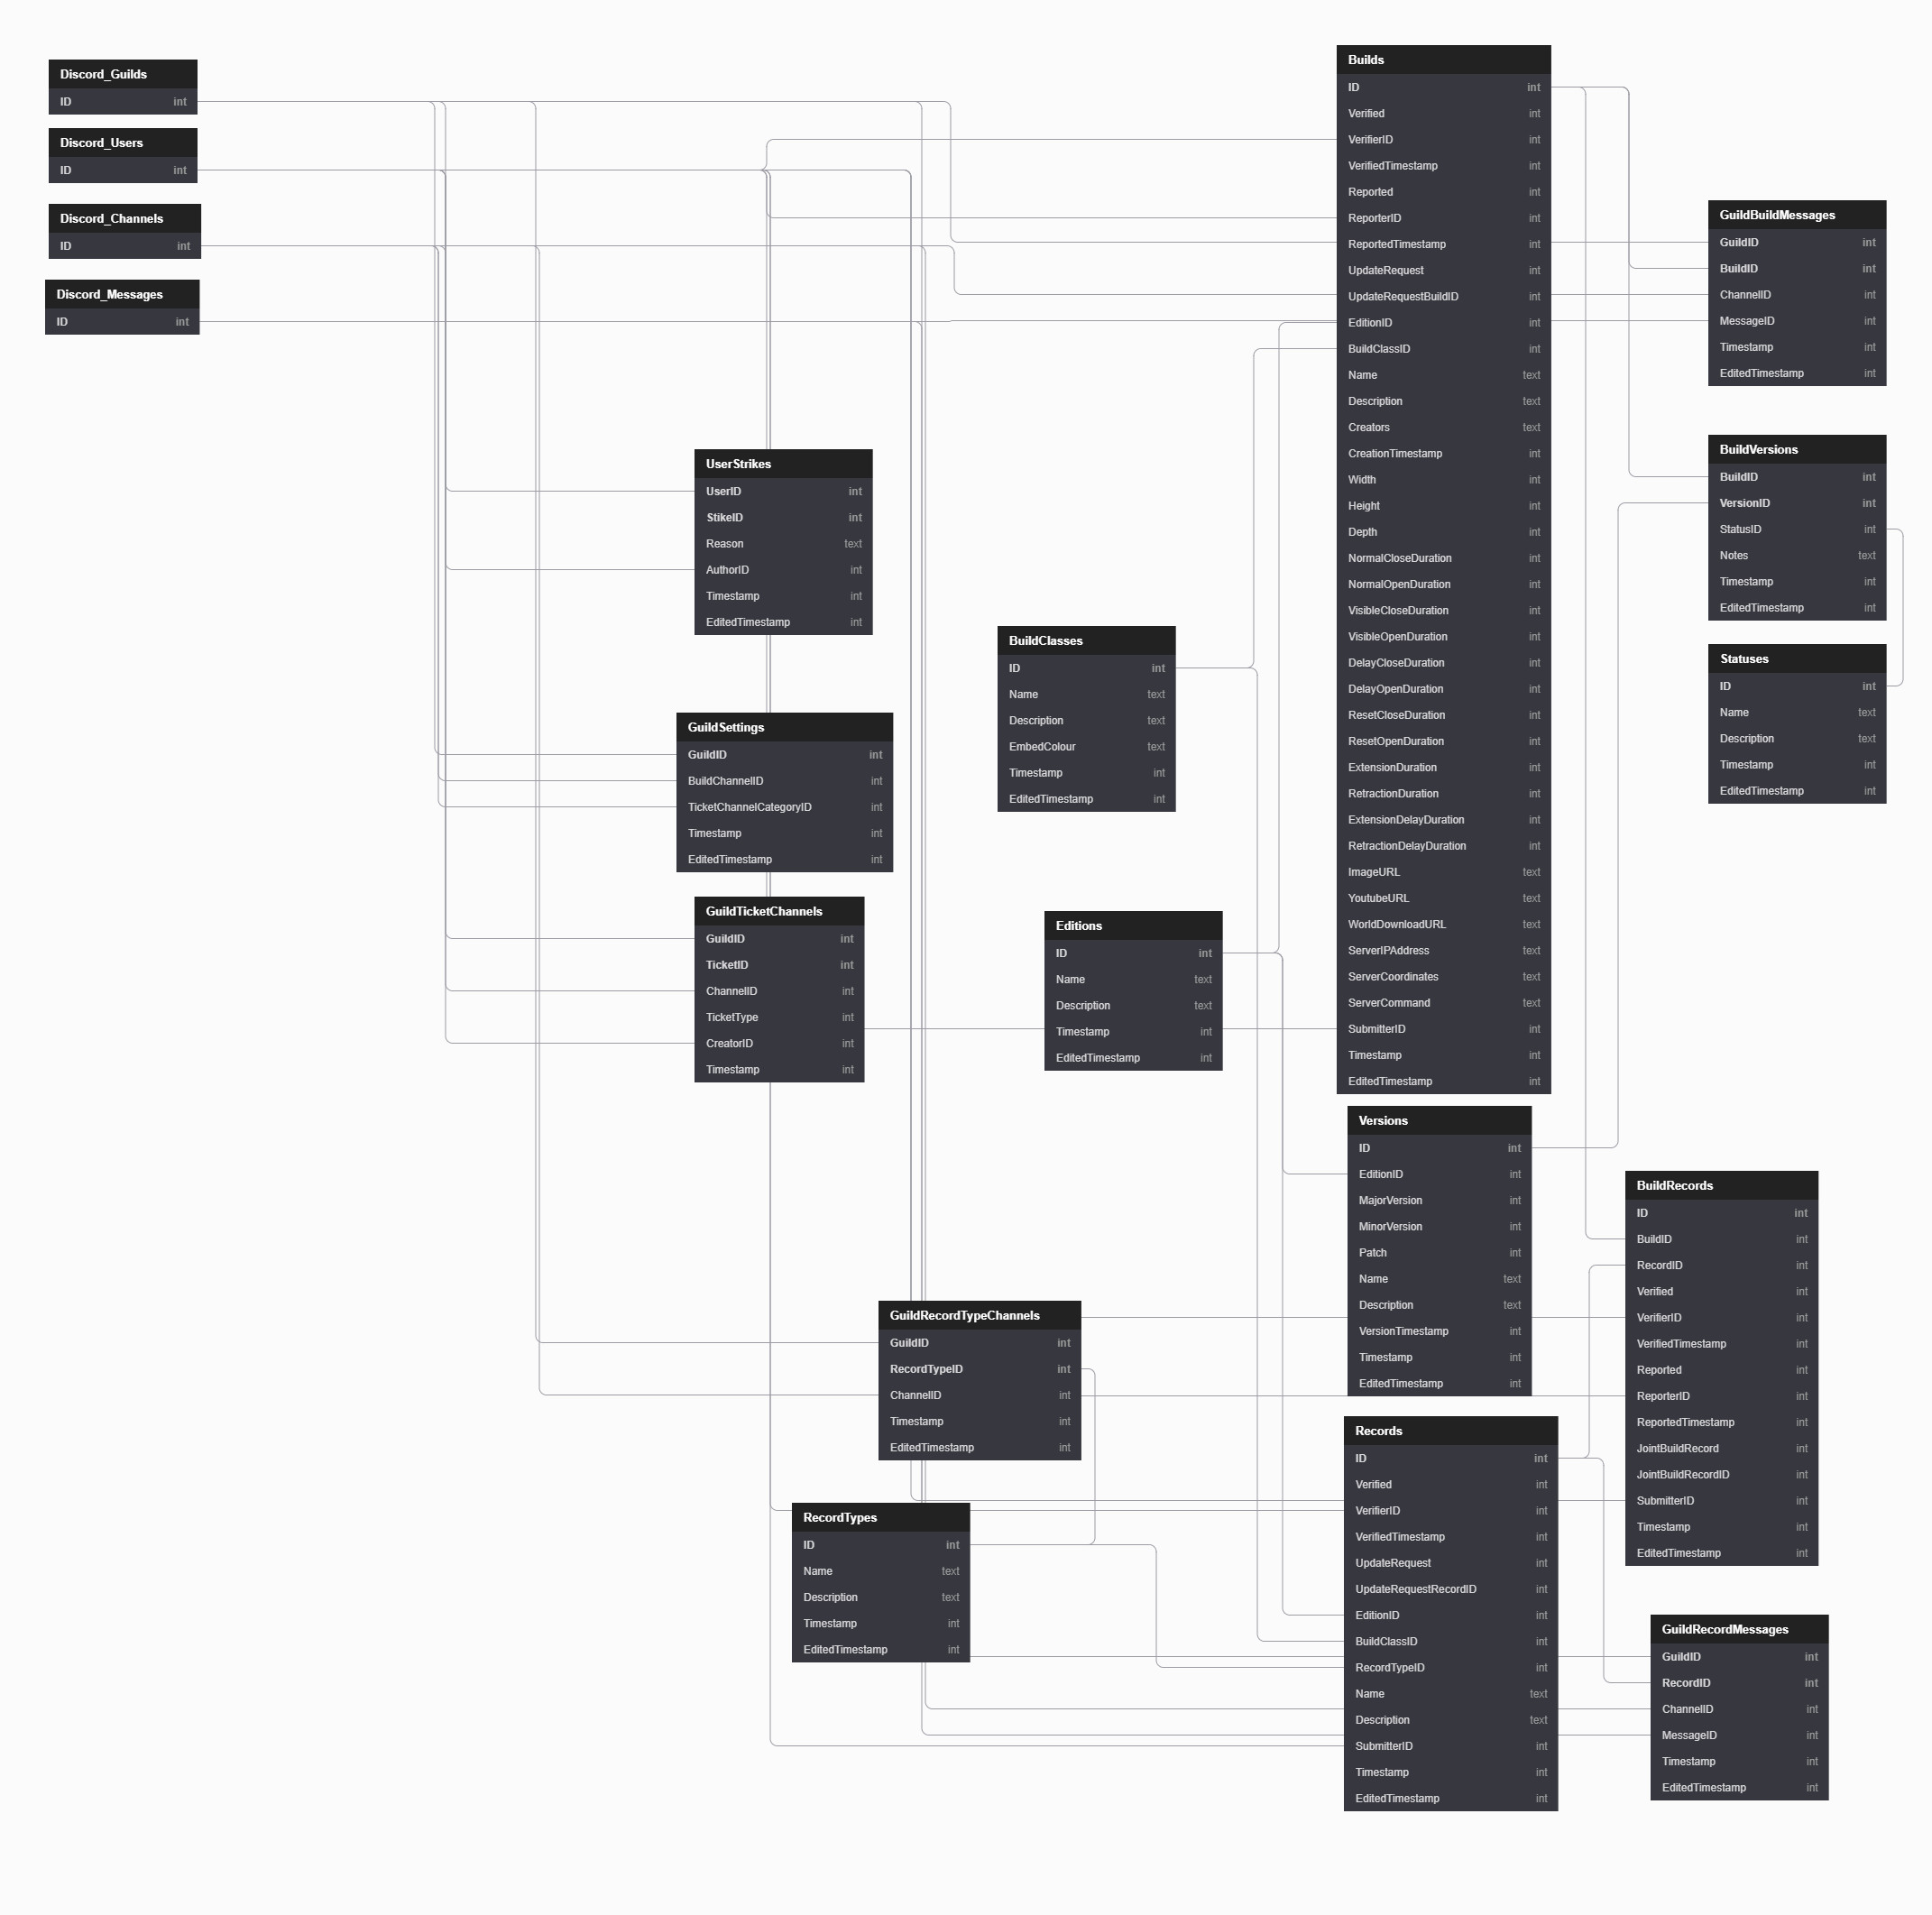 Discord_Guilds
ID int
Discord_Users
ID int
Discord_Channels
ID int
Discord_Messages
ID int
UserStrikes
UserID int
StikeID int
Reason text
AuthorID int
Timestamp int
EditedTimestamp int
GuildSettings
GuildID int
BuildChannelID int
TicketChannelCategoryID int
Timestamp int
EditedTimestamp int
GuildTicketChannels
GuildID int
TicketID int
ChannelID int
TicketType int
CreatorID int
Timestamp int
GuildRecordTypeChannels
GuildID int
RecordTypeID int
ChannelID int
Timestamp int
EditedTimestamp int
RecordTypes
ID int
Name text
Description text
Timestamp int
EditedTimestamp int
BuildClasses
ID int
Name text
Description text
EmbedColour text
Timestamp int
EditedTimestamp int
Editions
ID int
Name text
Description text
Timestamp int
EditedTimestamp int
Builds
ID int
Verified int
VerifierID int
VerifiedTimestamp int
Reported int
ReporterID int
ReportedTimestamp int
UpdateRequest int
UpdateRequestBuildID int
EditionID int
BuildClassID int
Name text
Description text
Creators text
CreationTimestamp int
Width int
Height int
Depth int
NormalCloseDuration int
NormalOpenDuration int
VisibleCloseDuration int
VisibleOpenDuration int
DelayCloseDuration int
DelayOpenDuration int
ResetCloseDuration int
ResetOpenDuration int
ExtensionDuration int
RetractionDuration int
ExtensionDelayDuration int
RetractionDelayDuration int
ImageURL text
YoutubeURL text
WorldDownloadURL text
ServerIPAddress text
ServerCoordinates text
ServerCommand text
SubmitterID int
Timestamp int
EditedTimestamp int
Versions
ID int
EditionID int
MajorVersion int
MinorVersion int
Patch int
Name text
Description text
VersionTimestamp int
Timestamp int
EditedTimestamp int
Records
ID int
Verified int
VerifierID int
VerifiedTimestamp int
UpdateRequest int
UpdateRequestRecordID int
EditionID int
BuildClassID int
RecordTypeID int
Name text
Description text
SubmitterID int
Timestamp int
EditedTimestamp int
GuildBuildMessages
GuildID int
BuildID int
ChannelID int
MessageID int
Timestamp int
EditedTimestamp int
BuildVersions
BuildID int
VersionID int
StatusID int
Notes text
Timestamp int
EditedTimestamp int
Statuses
ID int
Name text
Description text
Timestamp int
EditedTimestamp int
BuildRecords
ID int
BuildID int
RecordID int
Verified int
VerifierID int
VerifiedTimestamp int
Reported int
ReporterID int
ReportedTimestamp int
JointBuildRecord int
JointBuildRecordID int
SubmitterID int
Timestamp int
EditedTimestamp int
GuildRecordMessages
GuildID int
RecordID int
ChannelID int
MessageID int
Timestamp int
EditedTimestamp int